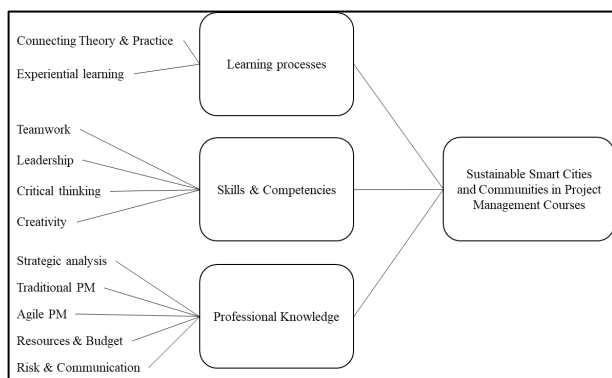 Connecting Theory & Practice
Experiential learning
Learning processes
Teamwork
Leadership
Critical thinking
Creativity
Skills & Competencies
Strategic analysis
Traditional PM
Agile PM
Resources & Budget
Risk & Communication
Professional Knowledge
Sustainable Smart Cities
and Communities in Project
Management Courses